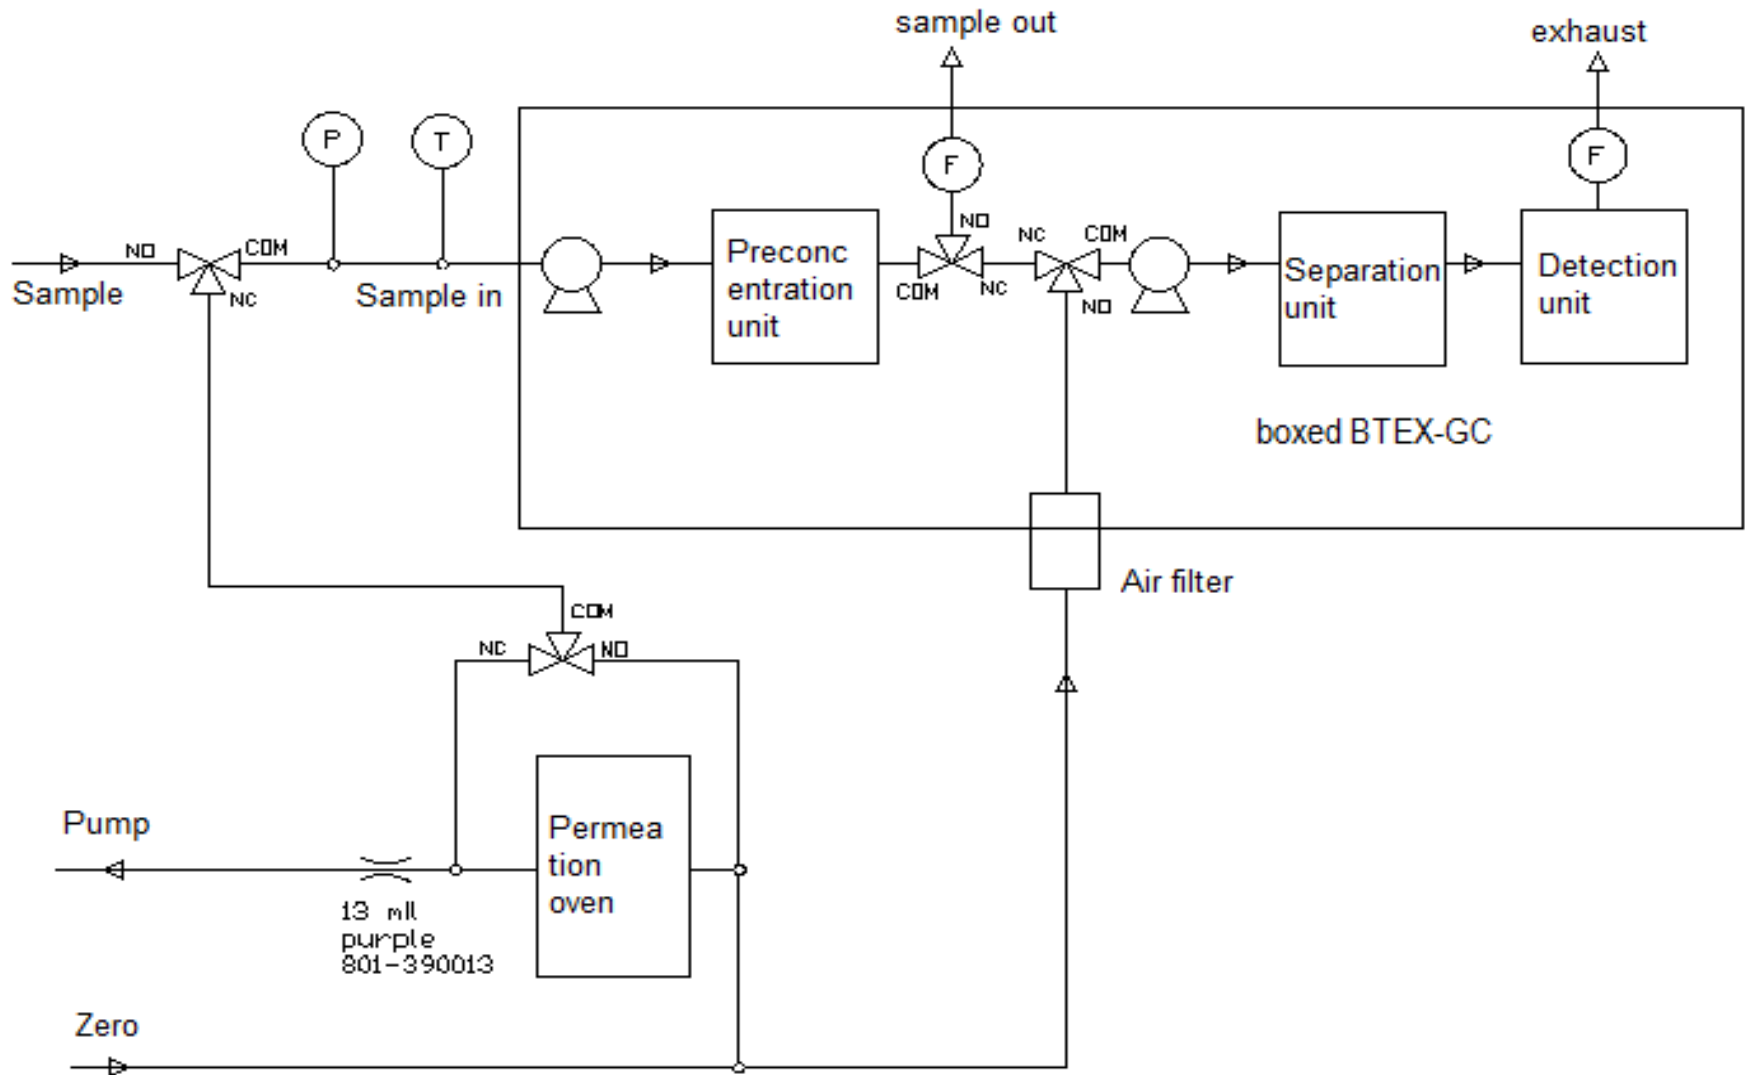 sample out
exhaust
P
T
F
F
NO
COM
NC
Sample
Sample in
Preconc
entration
unit
NO
COM
NC
NC
COM
NO
Separation
unit
Detection
unit
boxed BTEX-GC
Air filter
COM
NC
NO
Pump
Permea
tion
oven
13 mil
purple
801-390013
Zero